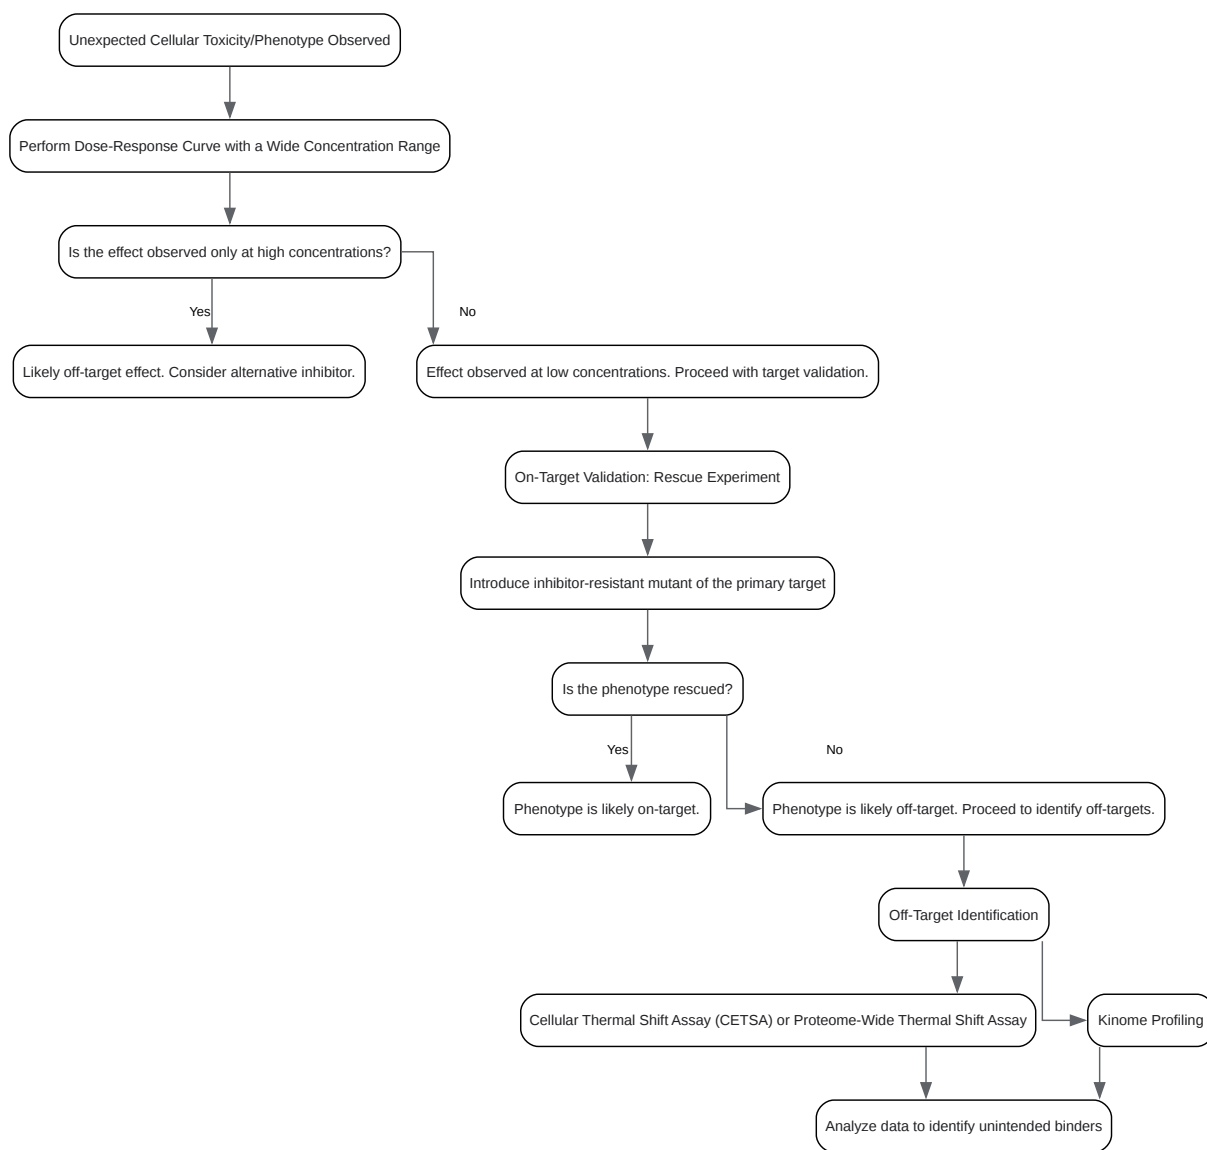 Unexpected Cellular Toxicity/Phenotype Observed
Perform Dose-Response Curve with a Wide Concentration Range
Is the effect observed only at high concentrations?
Yes
No
Likely off-target effect. Consider alternative inhibitor.
Effect observed at low concentrations. Proceed with target validation.
On-Target Validation: Rescue Experiment
Introduce inhibitor-resistant mutant of the primary target
Is the phenotype rescued?
Yes
No
Phenotype is likely on-target.
Phenotype is likely off-target. Proceed to identify off-targets.
Off-Target Identification
Cellular Thermal Shift Assay (CETSA) or Proteome-Wide Thermal Shift Assay
Kinome Profiling
Analyze data to identify unintended binders